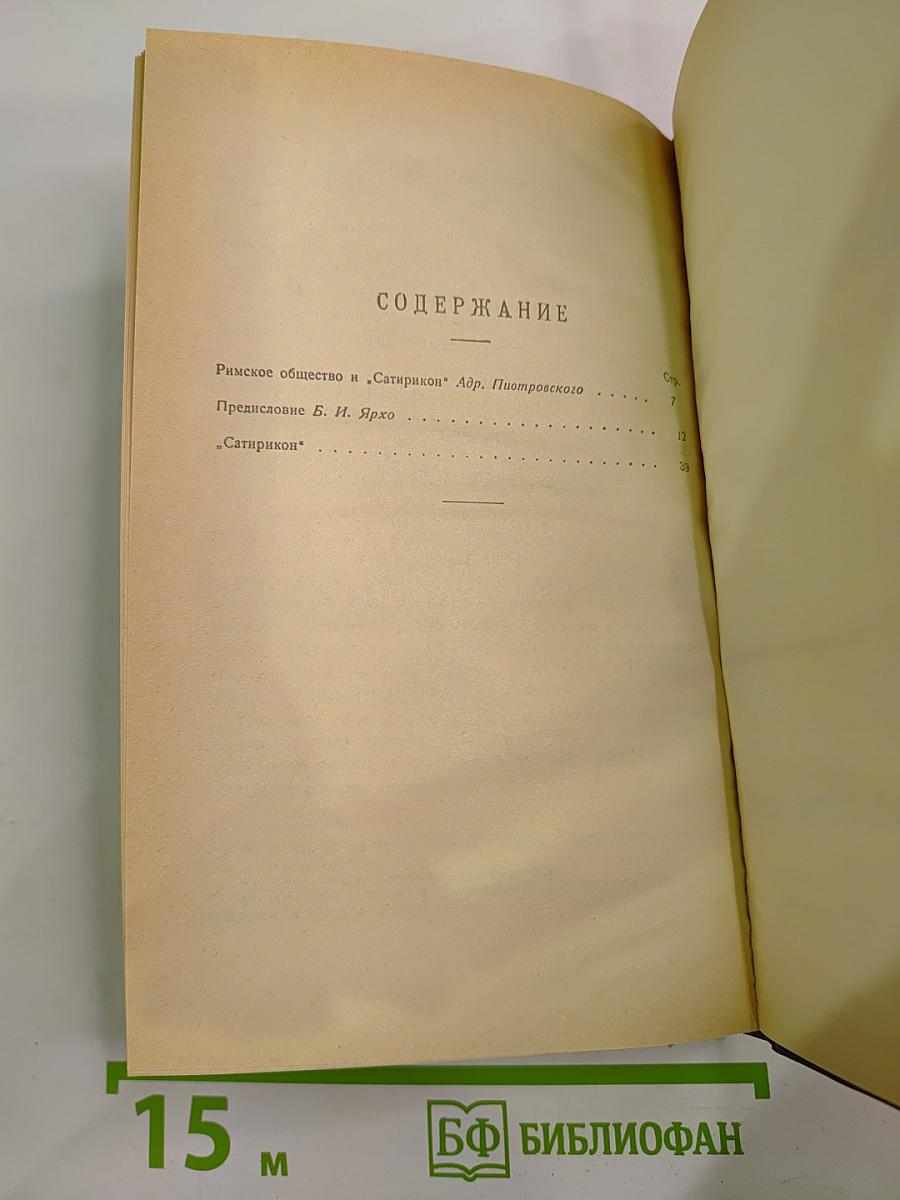 СОДЕРЖАНИЕ
Стр.
Римское общество и „Сатирикон“ Адр. Пиотровского . . . . . 7
Предисловие Б. И. Ярхо . . . . . . . . . . . . . . . . . . 12
„Сатирикон“ . . . . . . . . . . . . . . . . . . . . . . . . 39
15 м
БФ БИБЛИОФАН